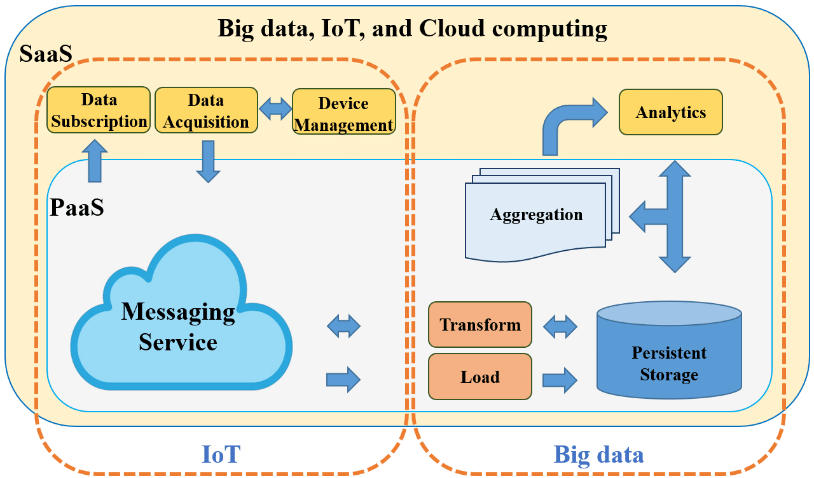 Big data, IoT, and Cloud computing
SaaS
Data
Subscription
Data
Acquisition
Device
Management
Analytics
PaaS
Aggregation
Messaging
Service
Transform
Load
Persistent
Storage
IoT
Big data